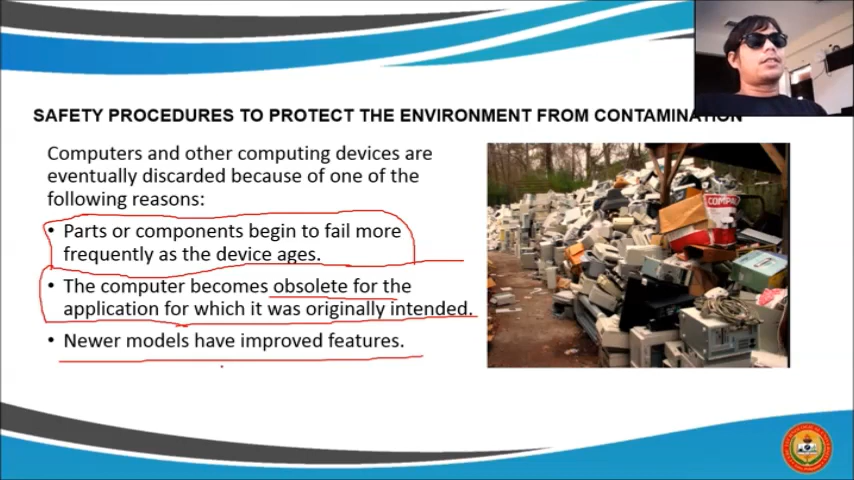 SAFETY PROCEDURES TO PROTECT THE ENVIRONMENT FROM CONTAMINATION
Computers and other computing devices are
eventually discarded because of one of the
following reasons:
• Parts or components begin to fail more
frequently as the device ages.
• The computer becomes obsolete for the
application for which it was originally intended.
• Newer models have improved features.